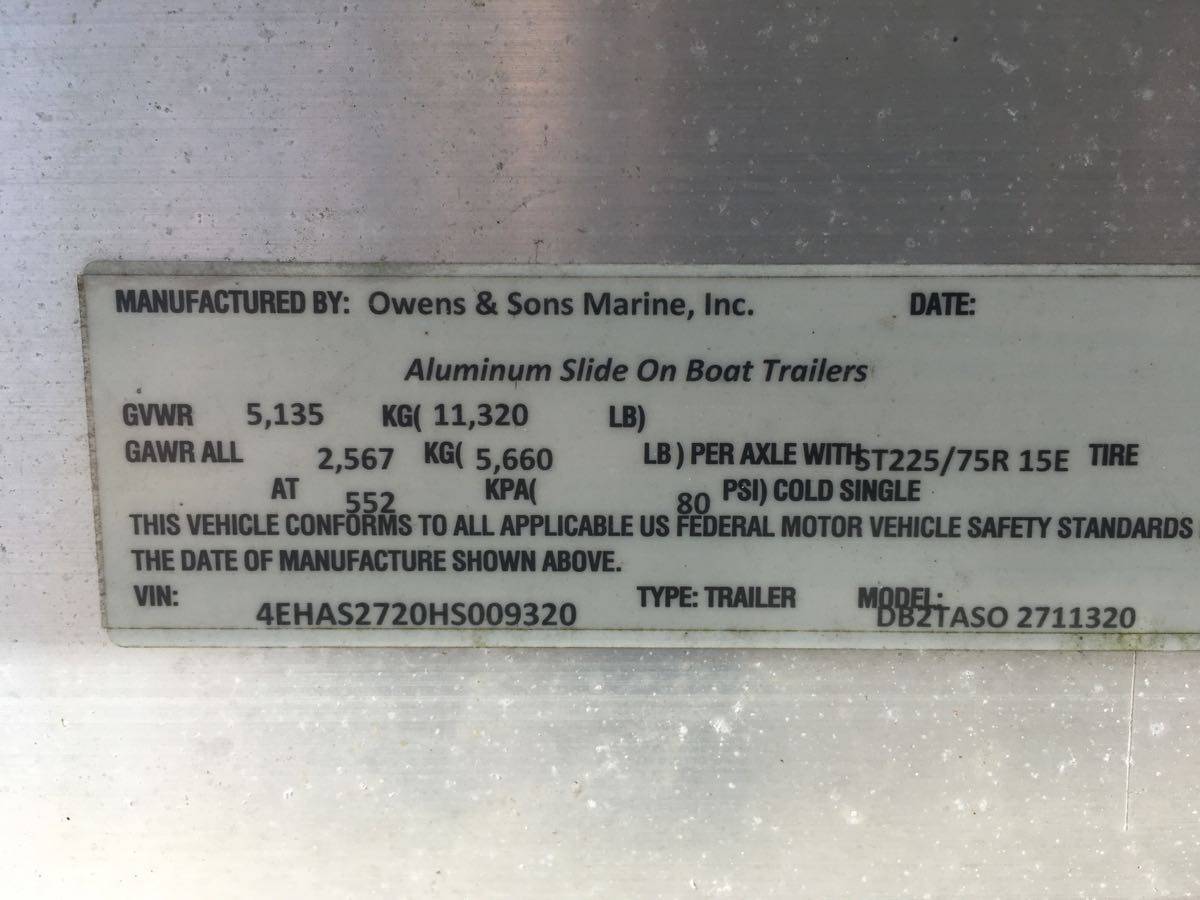 MANUFACTURED BY: Owens & Sons Marine, Inc. DATE:
Aluminum Slide On Boat Trailers
GVWR 5,135 KG( 11,320 LB)
GAWR ALL 2,567 KG( 5,660 LB ) PER AXLE WITH ST225/75R 15E TIRE
AT 552 KPA( 80 PSI) COLD SINGLE
THIS VEHICLE CONFORMS TO ALL APPLICABLE US FEDERAL MOTOR VEHICLE SAFETY STANDARDS
THE DATE OF MANUFACTURE SHOWN ABOVE.
VIN: 4EHAS2720HS009320 TYPE: TRAILER MODEL: DB2TASO 2711320